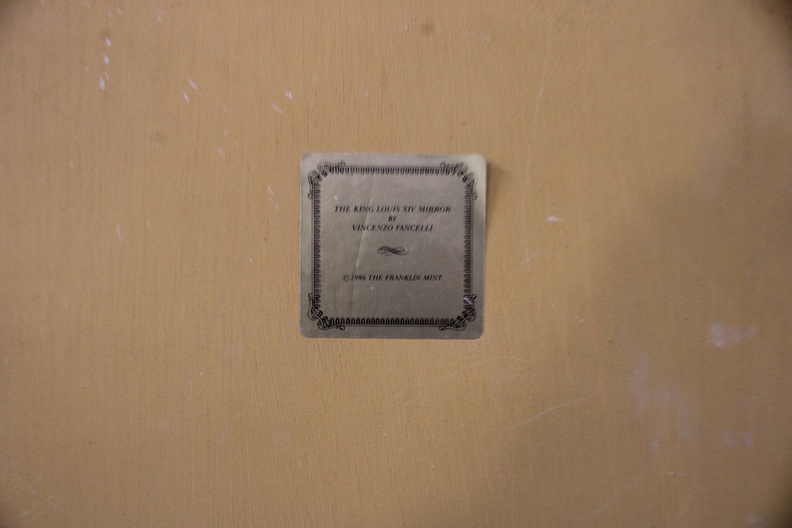 THE KING LOUIS XIV MIRROR
BY
VINCENZO FANCELLI
© 1986 THE FRANKLIN MINT